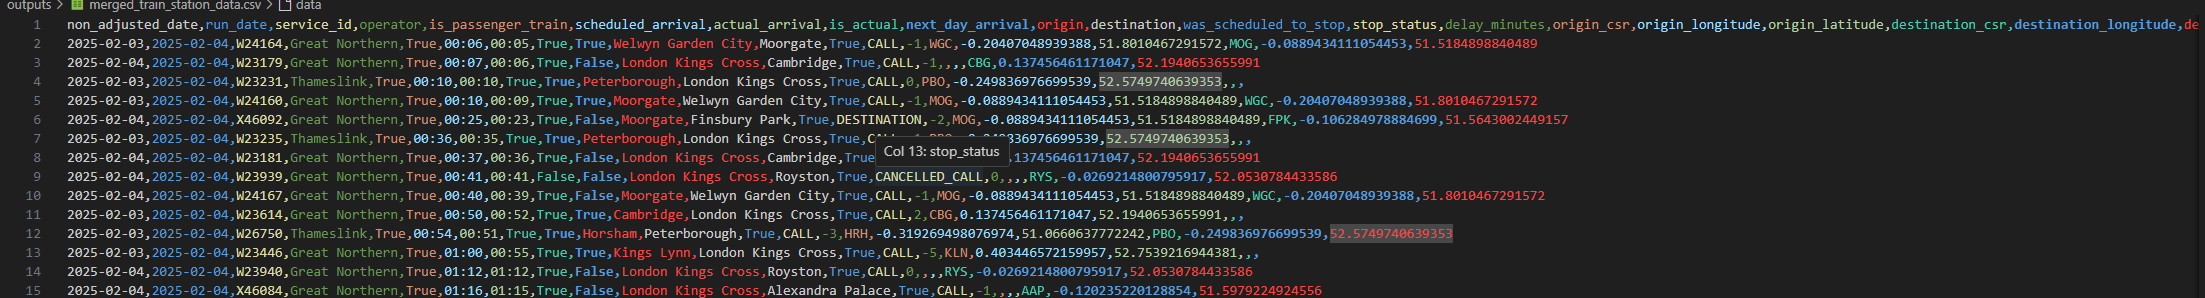 outputs > merged_train_station_data.csv > data
1 non_adjusted_date,run_date,service_id,operator,is_passenger_train,scheduled_arrival,actual_arrival,is_actual,next_day_arrival,origin,destination,was_scheduled_to_stop,stop_status,delay_minutes,origin_csr,origin_longitude,origin_latitude,destination_csr,destination_longitude,de
2 2025-02-03,2025-02-04,W24164,Great Northern,True,00:06,00:05,True,True,Welwyn Garden City,Moorgate,True,CALL,-1,WGC,-0.20407048939388,51.8010467291572,MOG,-0.0889434111054453,51.5184898840489
3 2025-02-04,2025-02-04,W23179,Great Northern,True,00:07,00:06,True,False,London Kings Cross,Cambridge,True,CALL,-1,,,,CBG,0.137456461171047,52.1940653655991
4 2025-02-03,2025-02-04,W23231,Thameslink,True,00:10,00:10,True,True,Peterborough,London Kings Cross,True,CALL,0,PBO,-0.249836976699539,52.5749740639353,,,
5 2025-02-03,2025-02-04,W24160,Great Northern,True,00:10,00:09,True,True,Moorgate,Welwyn Garden City,True,CALL,-1,MOG,-0.0889434111054453,51.5184898840489,WGC,-0.20407048939388,51.8010467291572
6 2025-02-04,2025-02-04,X46092,Great Northern,True,00:25,00:23,True,False,Moorgate,Finsbury Park,True,DESTINATION,-2,MOG,-0.0889434111054453,51.5184898840489,FPK,-0.106284978884699,51.5643002449157
7 2025-02-03,2025-02-04,W23235,Thameslink,True,00:36,00:35,True,True,Peterborough,London Kings Cross,True,CALL,-1,PBO,-0.249836976699539,52.5749740639353,,,
Col 13: stop_status
8 2025-02-04,2025-02-04,W23181,Great Northern,True,00:37,00:36,True,False,London Kings Cross,Cambridge,True 0.137456461171047,52.1940653655991
9 2025-02-04,2025-02-04,W23939,Great Northern,True,00:41,00:41,False,False,London Kings Cross,Royston,True,CANCELLED_CALL,0,,,,RYS,-0.0269214800795917,52.0530784433586
10 2025-02-03,2025-02-04,W24167,Great Northern,True,00:40,00:39,True,True,Moorgate,Welwyn Garden City,True,CALL,-1,MOG,-0.0889434111054453,51.5184898840489,WGC,-0.20407048939388,51.8010467291572
11 2025-02-03,2025-02-04,W23614,Great Northern,True,00:50,00:52,True,True,Cambridge,London Kings Cross,True,CALL,2,CBG,0.137456461171047,52.1940653655991,,,
12 2025-02-03,2025-02-04,W26750,Thameslink,True,00:54,00:51,True,True,Horsham,Peterborough,True,CALL,-3,HRH,-0.319269498076974,51.0660637772242,PBO,-0.249836976699539,52.5749740639353
13 2025-02-03,2025-02-04,W23446,Great Northern,True,01:00,00:55,True,True,Kings Lynn,London Kings Cross,True,CALL,-5,KLN,0.403446572159957,52.7539216944381,,,
14 2025-02-04,2025-02-04,W23940,Great Northern,True,01:12,01:12,True,False,London Kings Cross,Royston,True,CALL,0,,,,RYS,-0.0269214800795917,52.0530784433586
15 2025-02-04,2025-02-04,X46084,Great Northern,True,01:16,01:15,True,False,London Kings Cross,Alexandra Palace,True,CALL,-1,,,,AAP,-0.120235220128854,51.5979224924556